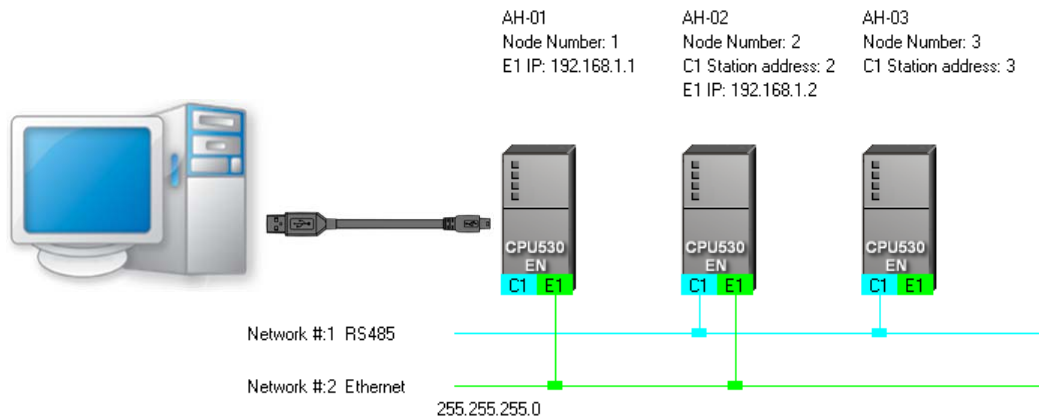 AH-01
Node Number: 1
E1 IP: 192.168.1.1
AH-02
Node Number: 2
C1 Station address: 2
E1 IP: 192.168.1.2
AH-03
Node Number: 3
C1 Station address: 3
CPU530
EN
C1 E1
CPU530
EN
C1 E1
CPU530
EN
C1 E1
Network #:1 RS485
Network #:2 Ethernet
255.255.255.0